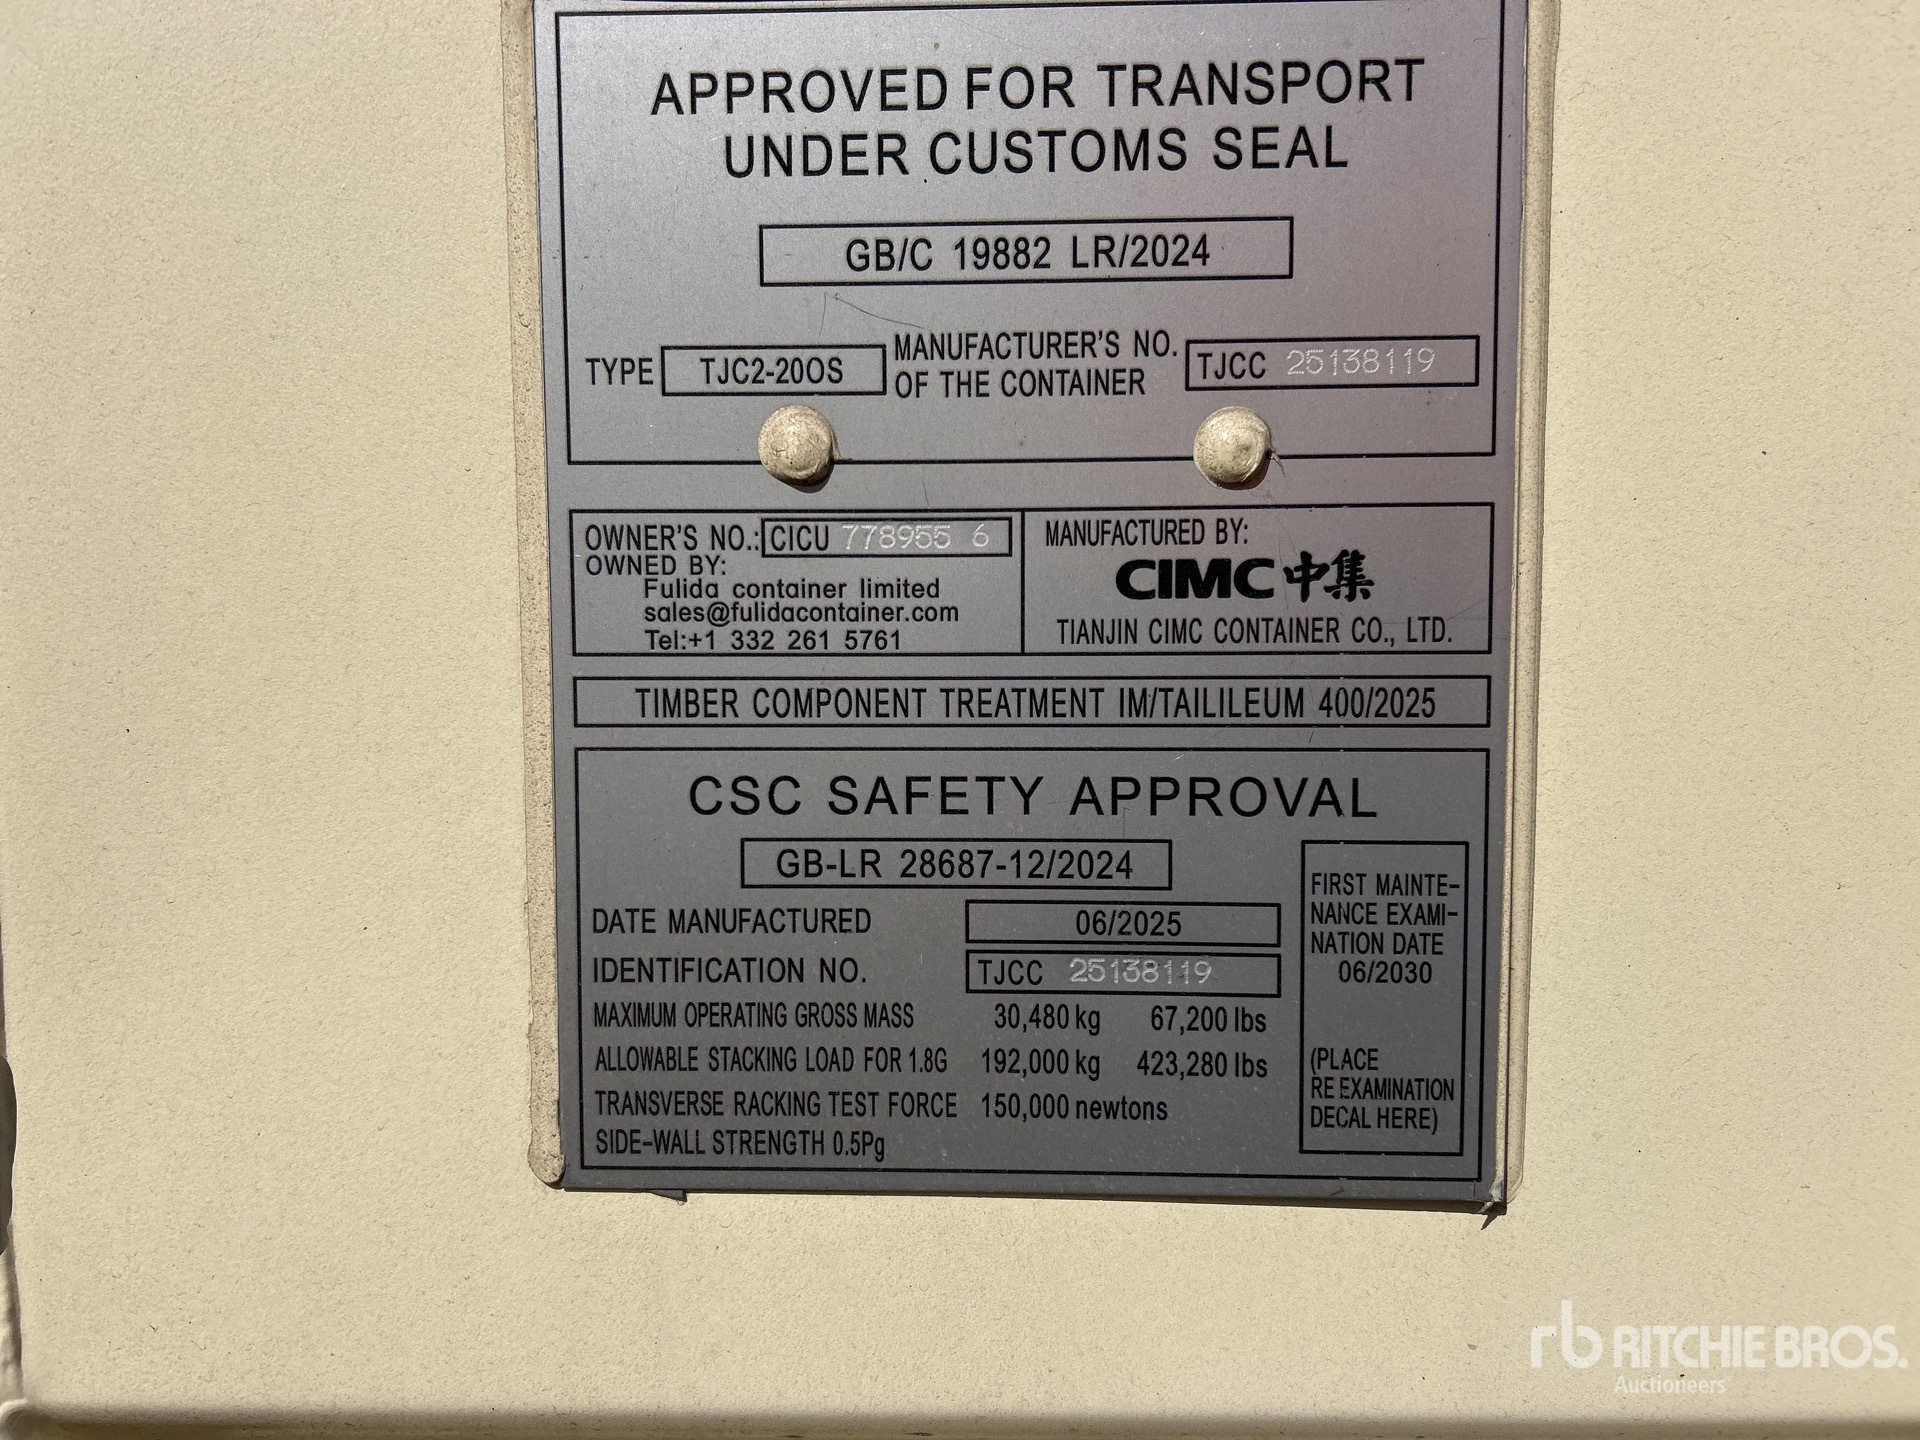 APPROVED FOR TRANSPORT
UNDER CUSTOMS SEAL
GB/C 19882 LR/2024
TYPE TJC2-20OS MANUFACTURER'S NO.
OF THE CONTAINER TJCC 25138119
OWNER'S NO.: CICU 778955 6
OWNED BY:
Fulida container limited
sales@fulidacontainer.com
Tel:+1 332 261 5761
MANUFACTURED BY:
CIMC 中集
TIANJIN CIMC CONTAINER CO., LTD.
TIMBER COMPONENT TREATMENT IM/TAILILEUM 400/2025
CSC SAFETY APPROVAL
GB-LR 28687-12/2024
DATE MANUFACTURED 06/2025
IDENTIFICATION NO. TJCC 25138119
MAXIMUM OPERATING GROSS MASS 30,480 kg 67,200 lbs
ALLOWABLE STACKING LOAD FOR 1.8G 192,000 kg 423,280 lbs
TRANSVERSE RACKING TEST FORCE 150,000 newtons
SIDE-WALL STRENGTH 0.5Pg
FIRST MAINTE-
NANCE EXAMI-
NATION DATE
06/2030
(PLACE
RE EXAMINATION
DECAL HERE)
rb RITCHIE BROS.
Auctioneers